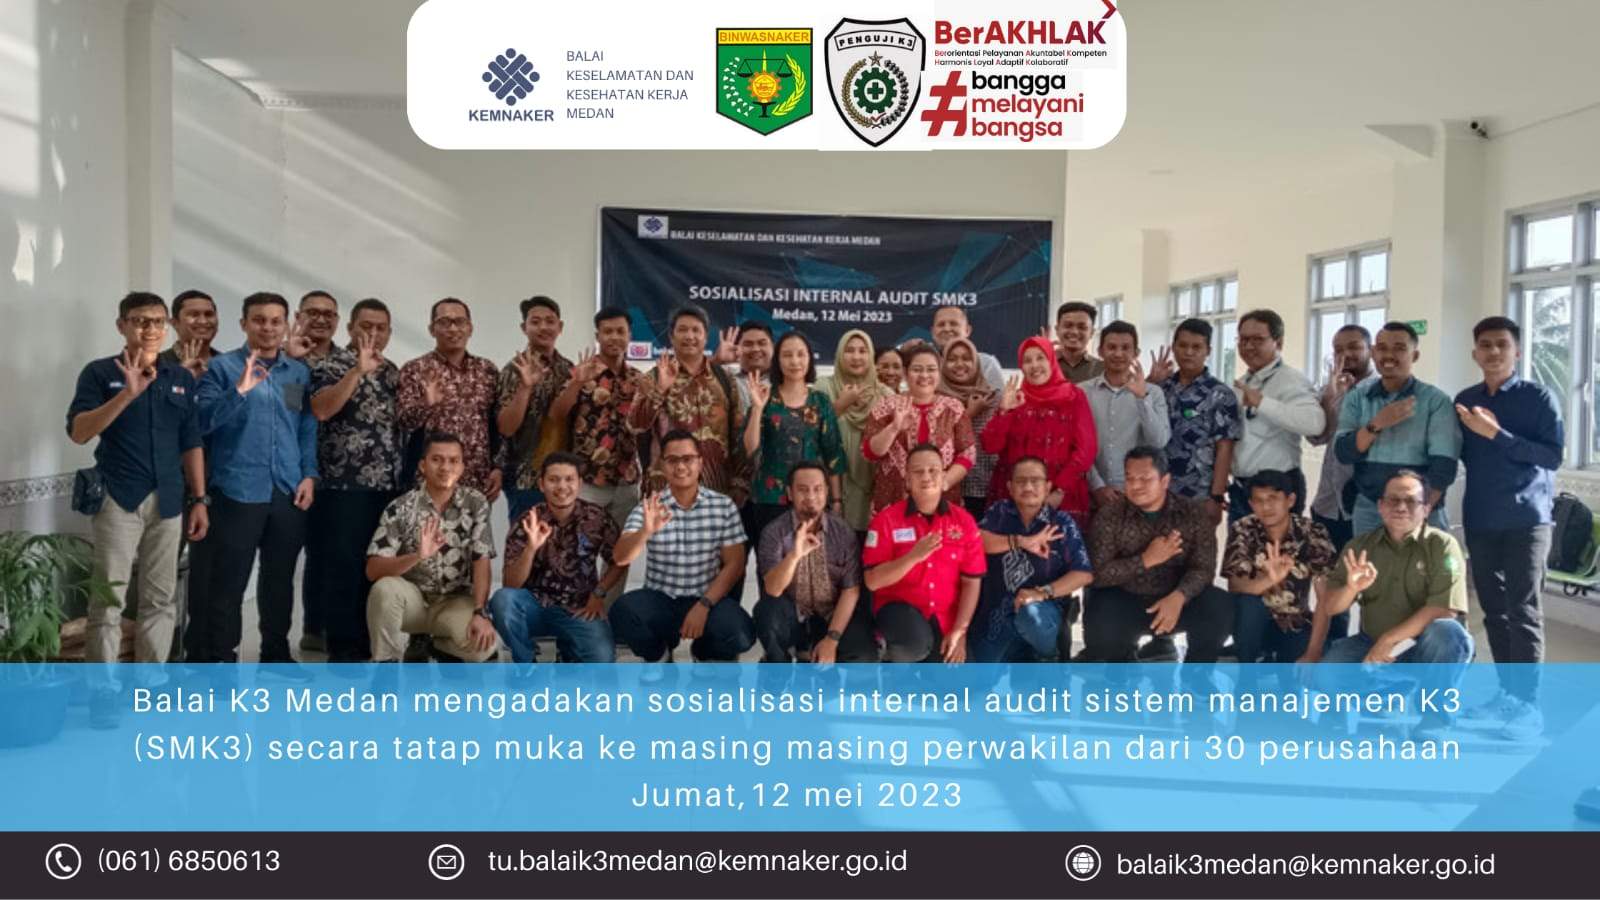 KEMNAKER
BALAI
KESELAMATAN DAN
KESEHATAN KERJA
MEDAN
BINWASNAKER
PENGUJI K3
BerAKHLAK
Berorientasi Pelayanan Akuntabel Kompeten
Harmonis Loyal Adaptif Kolaboratif
#bangga
melayani
bangsa
BALAI KESELAMATAN DAN KESEHATAN KERJA MEDAN
SOSIALISASI INTERNAL AUDIT SMK3
Medan, 12 Mei 2023
Balai K3 Medan mengadakan sosialisasi internal audit sistem manajemen K3
(SMK3) secara tatap muka ke masing masing perwakilan dari 30 perusahaan
Jumat,12 mei 2023
(061) 6850613
tu.balaik3medan@kemnaker.go.id
balaik3medan@kemnaker.go.id